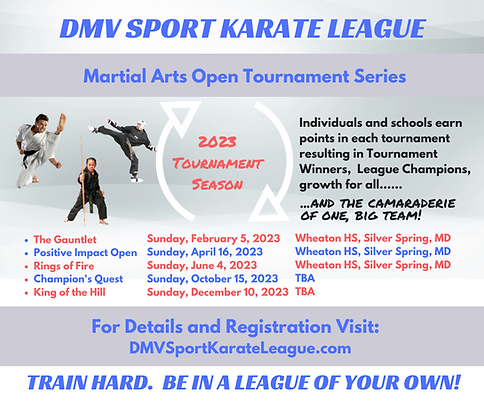 DMV SPORT KARATE LEAGUE
Martial Arts Open Tournament Series
2023
Tournament
Season
Individuals and schools earn
points in each tournament
resulting in Tournament
Winners, League Champions,
growth for all......
...and the camaraderie
of one, big team!
• The Gauntlet Sunday, February 5, 2023 Wheaton HS, Silver Spring, MD
• Positive Impact Open Sunday, April 16, 2023 Wheaton HS, Silver Spring, MD
• Rings of Fire Sunday, June 4, 2023 Wheaton HS, Silver Spring, MD
• Champion's Quest Sunday, October 15, 2023 TBA
• King of the Hill Sunday, December 10, 2023 TBA
For Details and Registration Visit:
DMVSportKarateLeague.com
TRAIN HARD. BE IN A LEAGUE OF YOUR OWN!